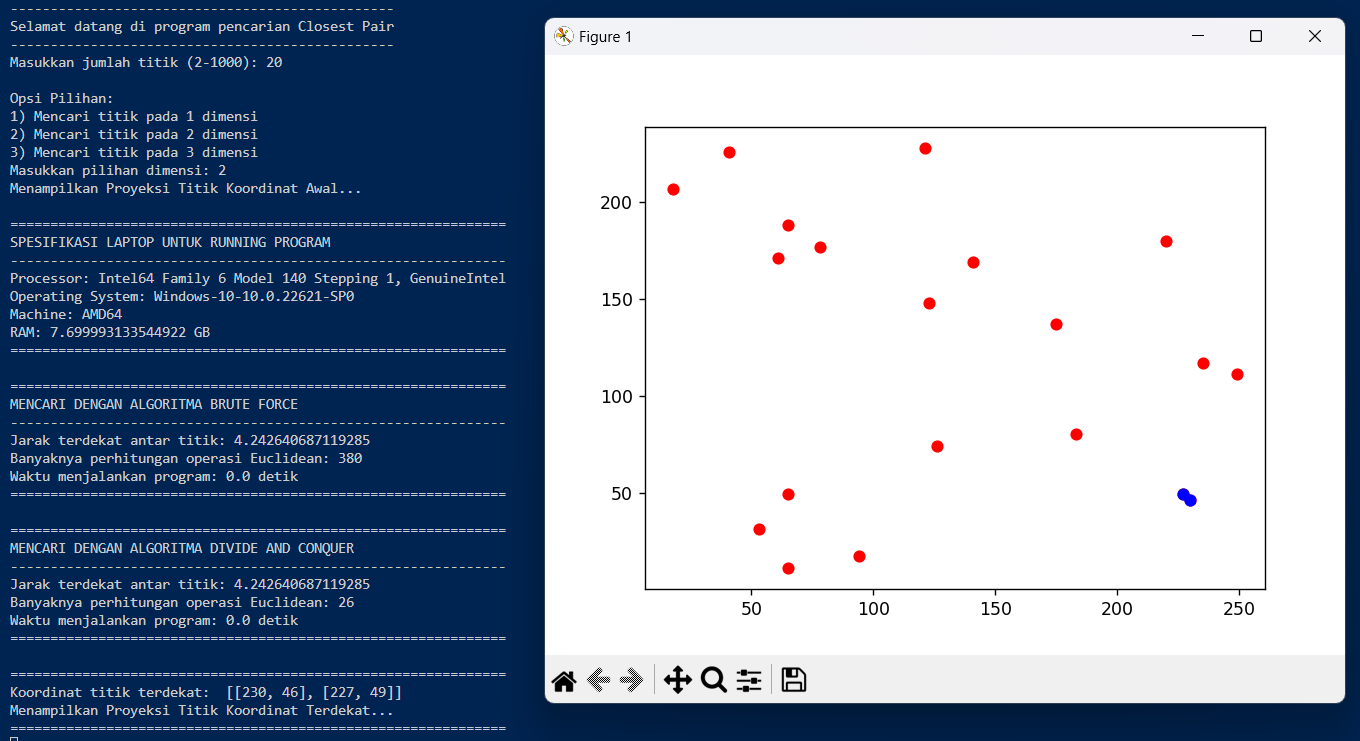 ------------------------------------------------
Selamat datang di program pencarian Closest Pair
------------------------------------------------
Masukkan jumlah titik (2-1000): 20
Opsi Pilihan:
1) Mencari titik pada 1 dimensi
2) Mencari titik pada 2 dimensi
3) Mencari titik pada 3 dimensi
Masukkan pilihan dimensi: 2
Menampilkan Proyeksi Titik Koordinat Awal...
==============================================================
SPESIFIKASI LAPTOP UNTUK RUNNING PROGRAM
--------------------------------------------------------------
Processor: Intel64 Family 6 Model 140 Stepping 1, GenuineIntel
Operating System: Windows-10-10.0.22621-SP0
Machine: AMD64
RAM: 7.699993133544922 GB
==============================================================
==============================================================
MENCARI DENGAN ALGORITMA BRUTE FORCE
--------------------------------------------------------------
Jarak terdekat antar titik: 4.242640687119285
Banyaknya perhitungan operasi Euclidean: 380
Waktu menjalankan program: 0.0 detik
==============================================================
==============================================================
MENCARI DENGAN ALGORITMA DIVIDE AND CONQUER
--------------------------------------------------------------
Jarak terdekat antar titik: 4.242640687119285
Banyaknya perhitungan operasi Euclidean: 26
Waktu menjalankan program: 0.0 detik
==============================================================
==============================================================
Koordinat titik terdekat:  [[230, 46], [227, 49]]
Menampilkan Proyeksi Titik Koordinat Terdekat...
==============================================================
Figure 1
200
150
100
50
50 100 150 200 250